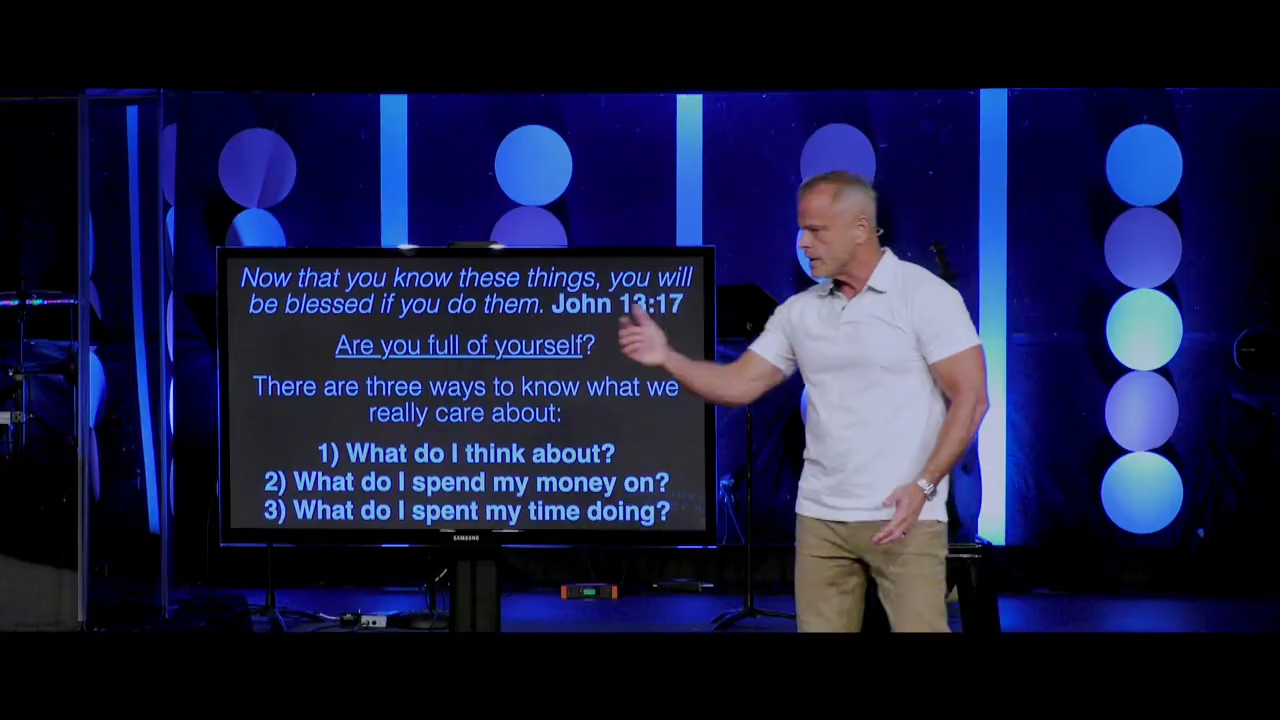 Now that you know these things, you will
be blessed if you do them. John 13:17
Are you full of yourself?
There are three ways to know what we
really care about:
1) What do I think about?
2) What do I spend my money on?
3) What do I spent my time doing?
SAMSUNG